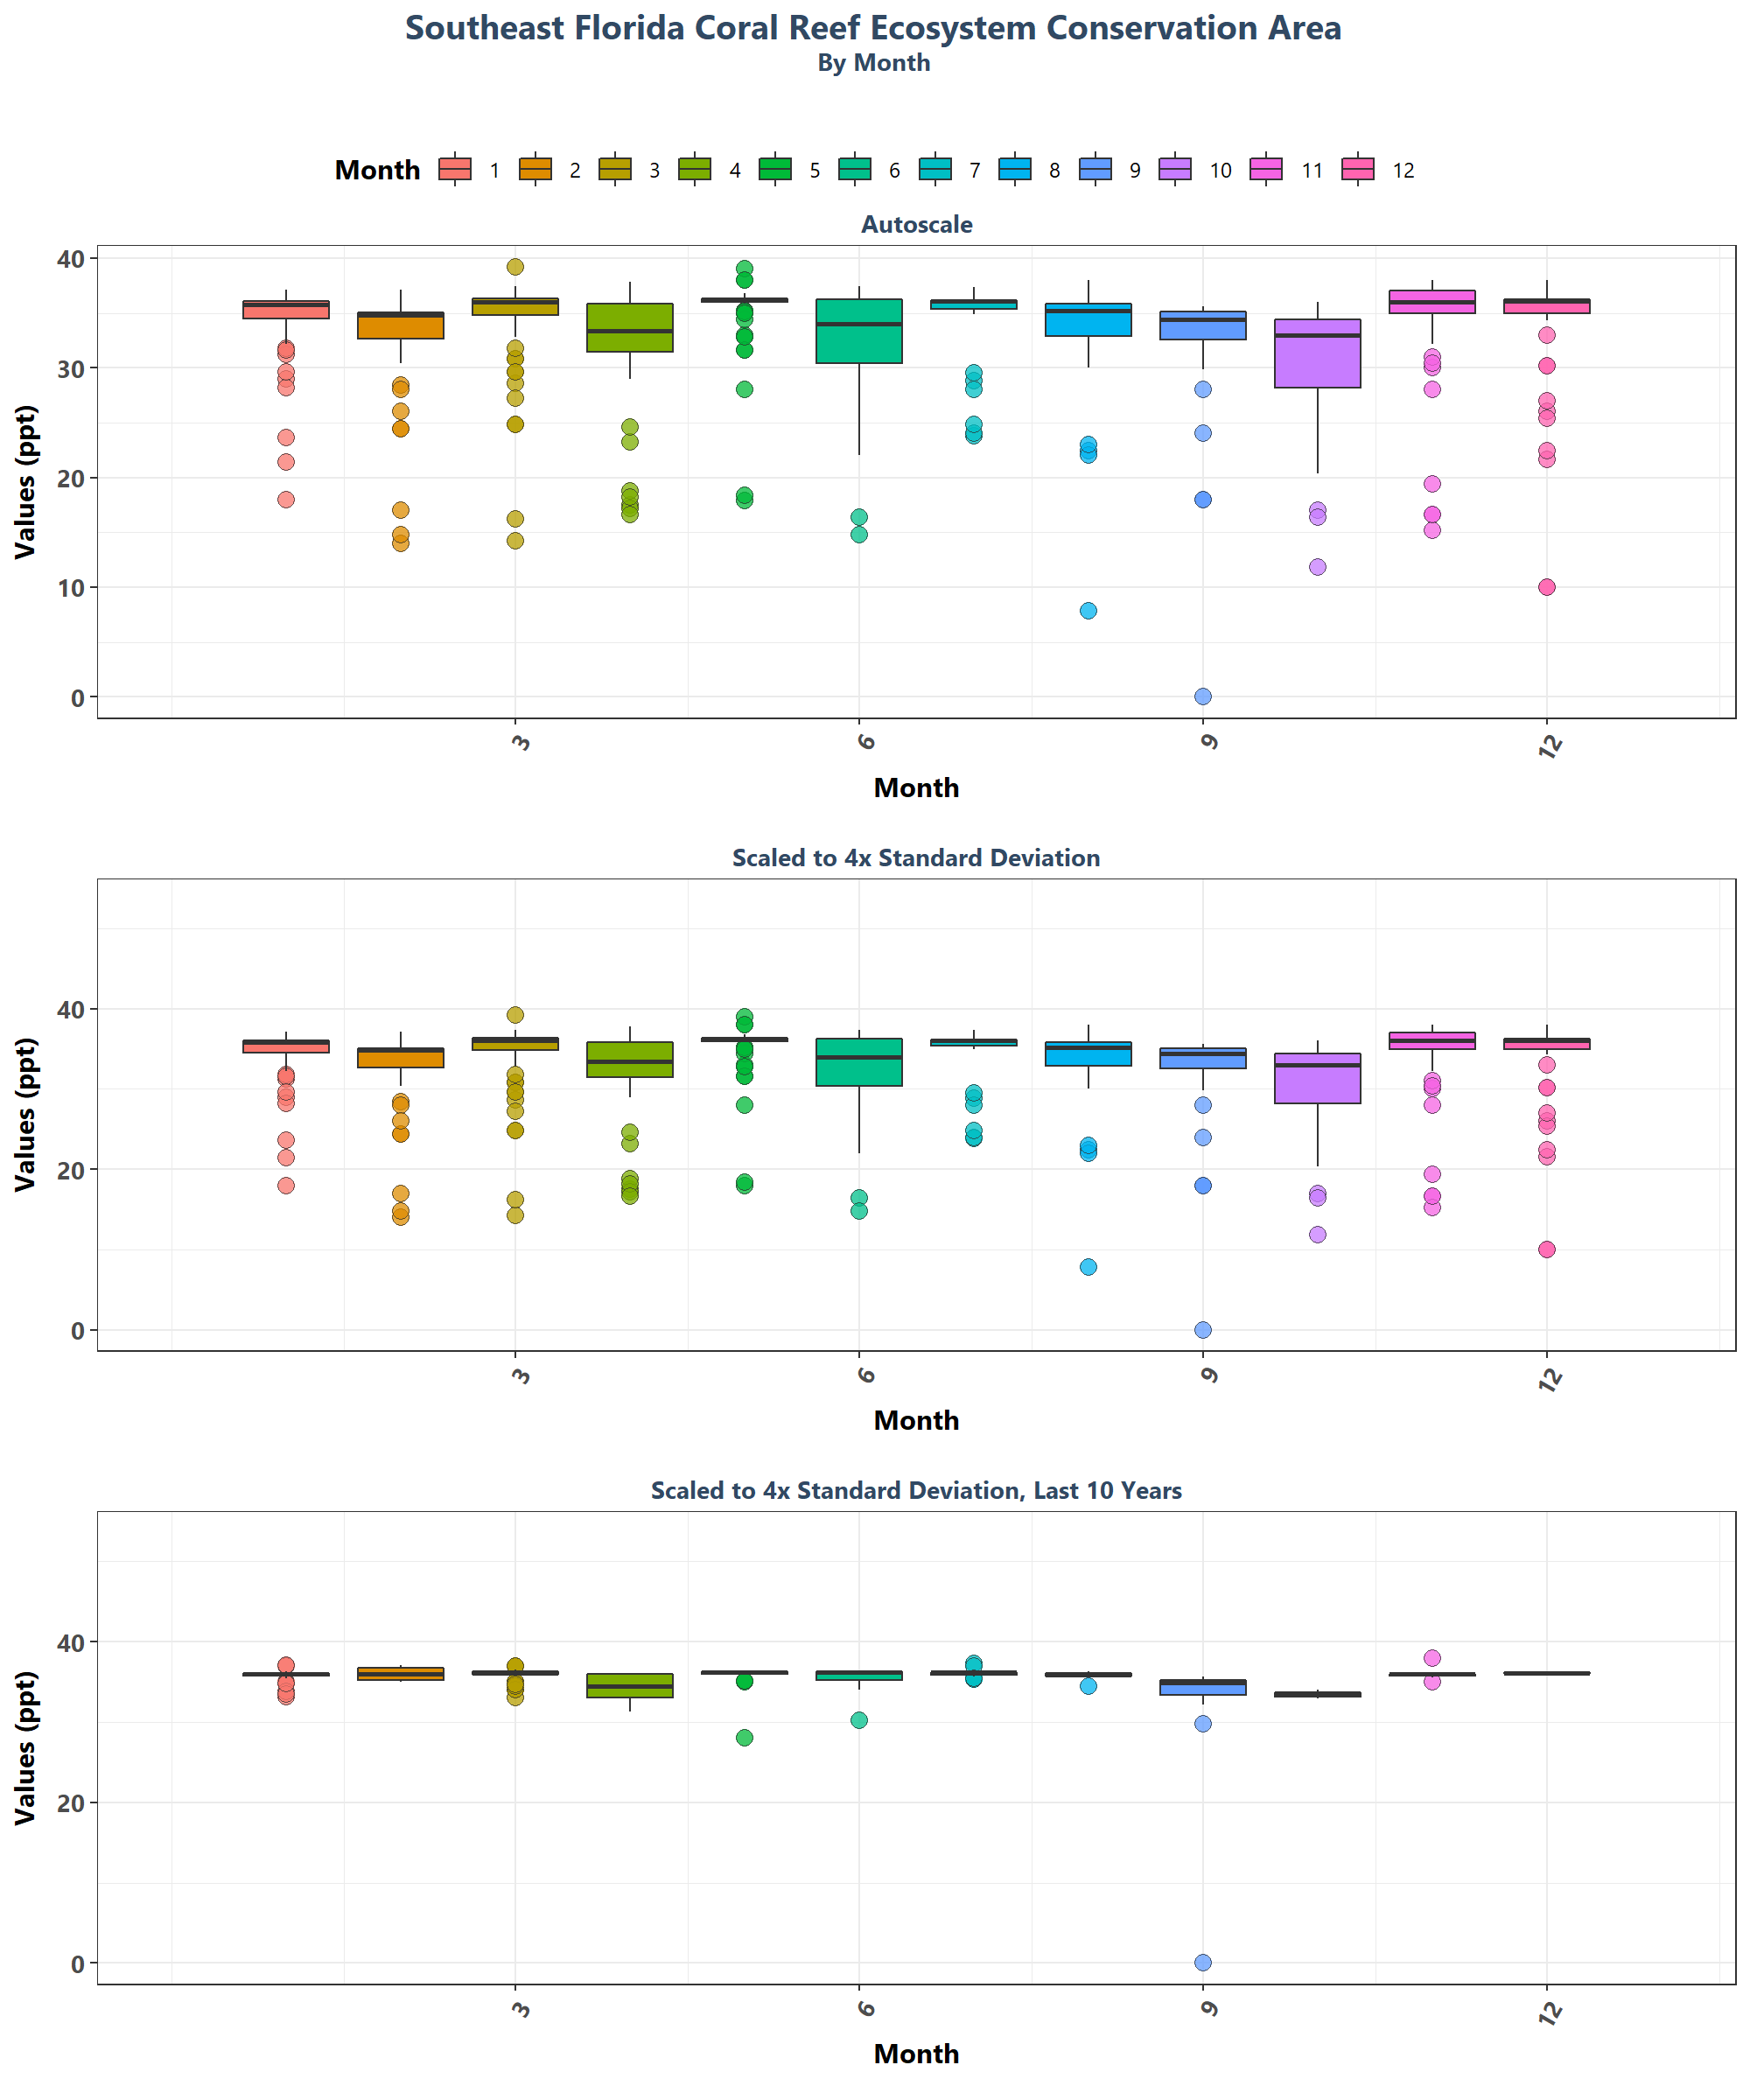 Southeast Florida Coral Reef Ecosystem Conservation Area
By Month
Month 1 2 3 4 5 6 7 8 9 10 11 12
Autoscale
Values (ppt)
40
30
20
10
0
3 6 9 12
Month
Scaled to 4x Standard Deviation
Values (ppt)
40
20
0
3 6 9 12
Month
Scaled to 4x Standard Deviation, Last 10 Years
Values (ppt)
40
20
0
3 6 9 12
Month